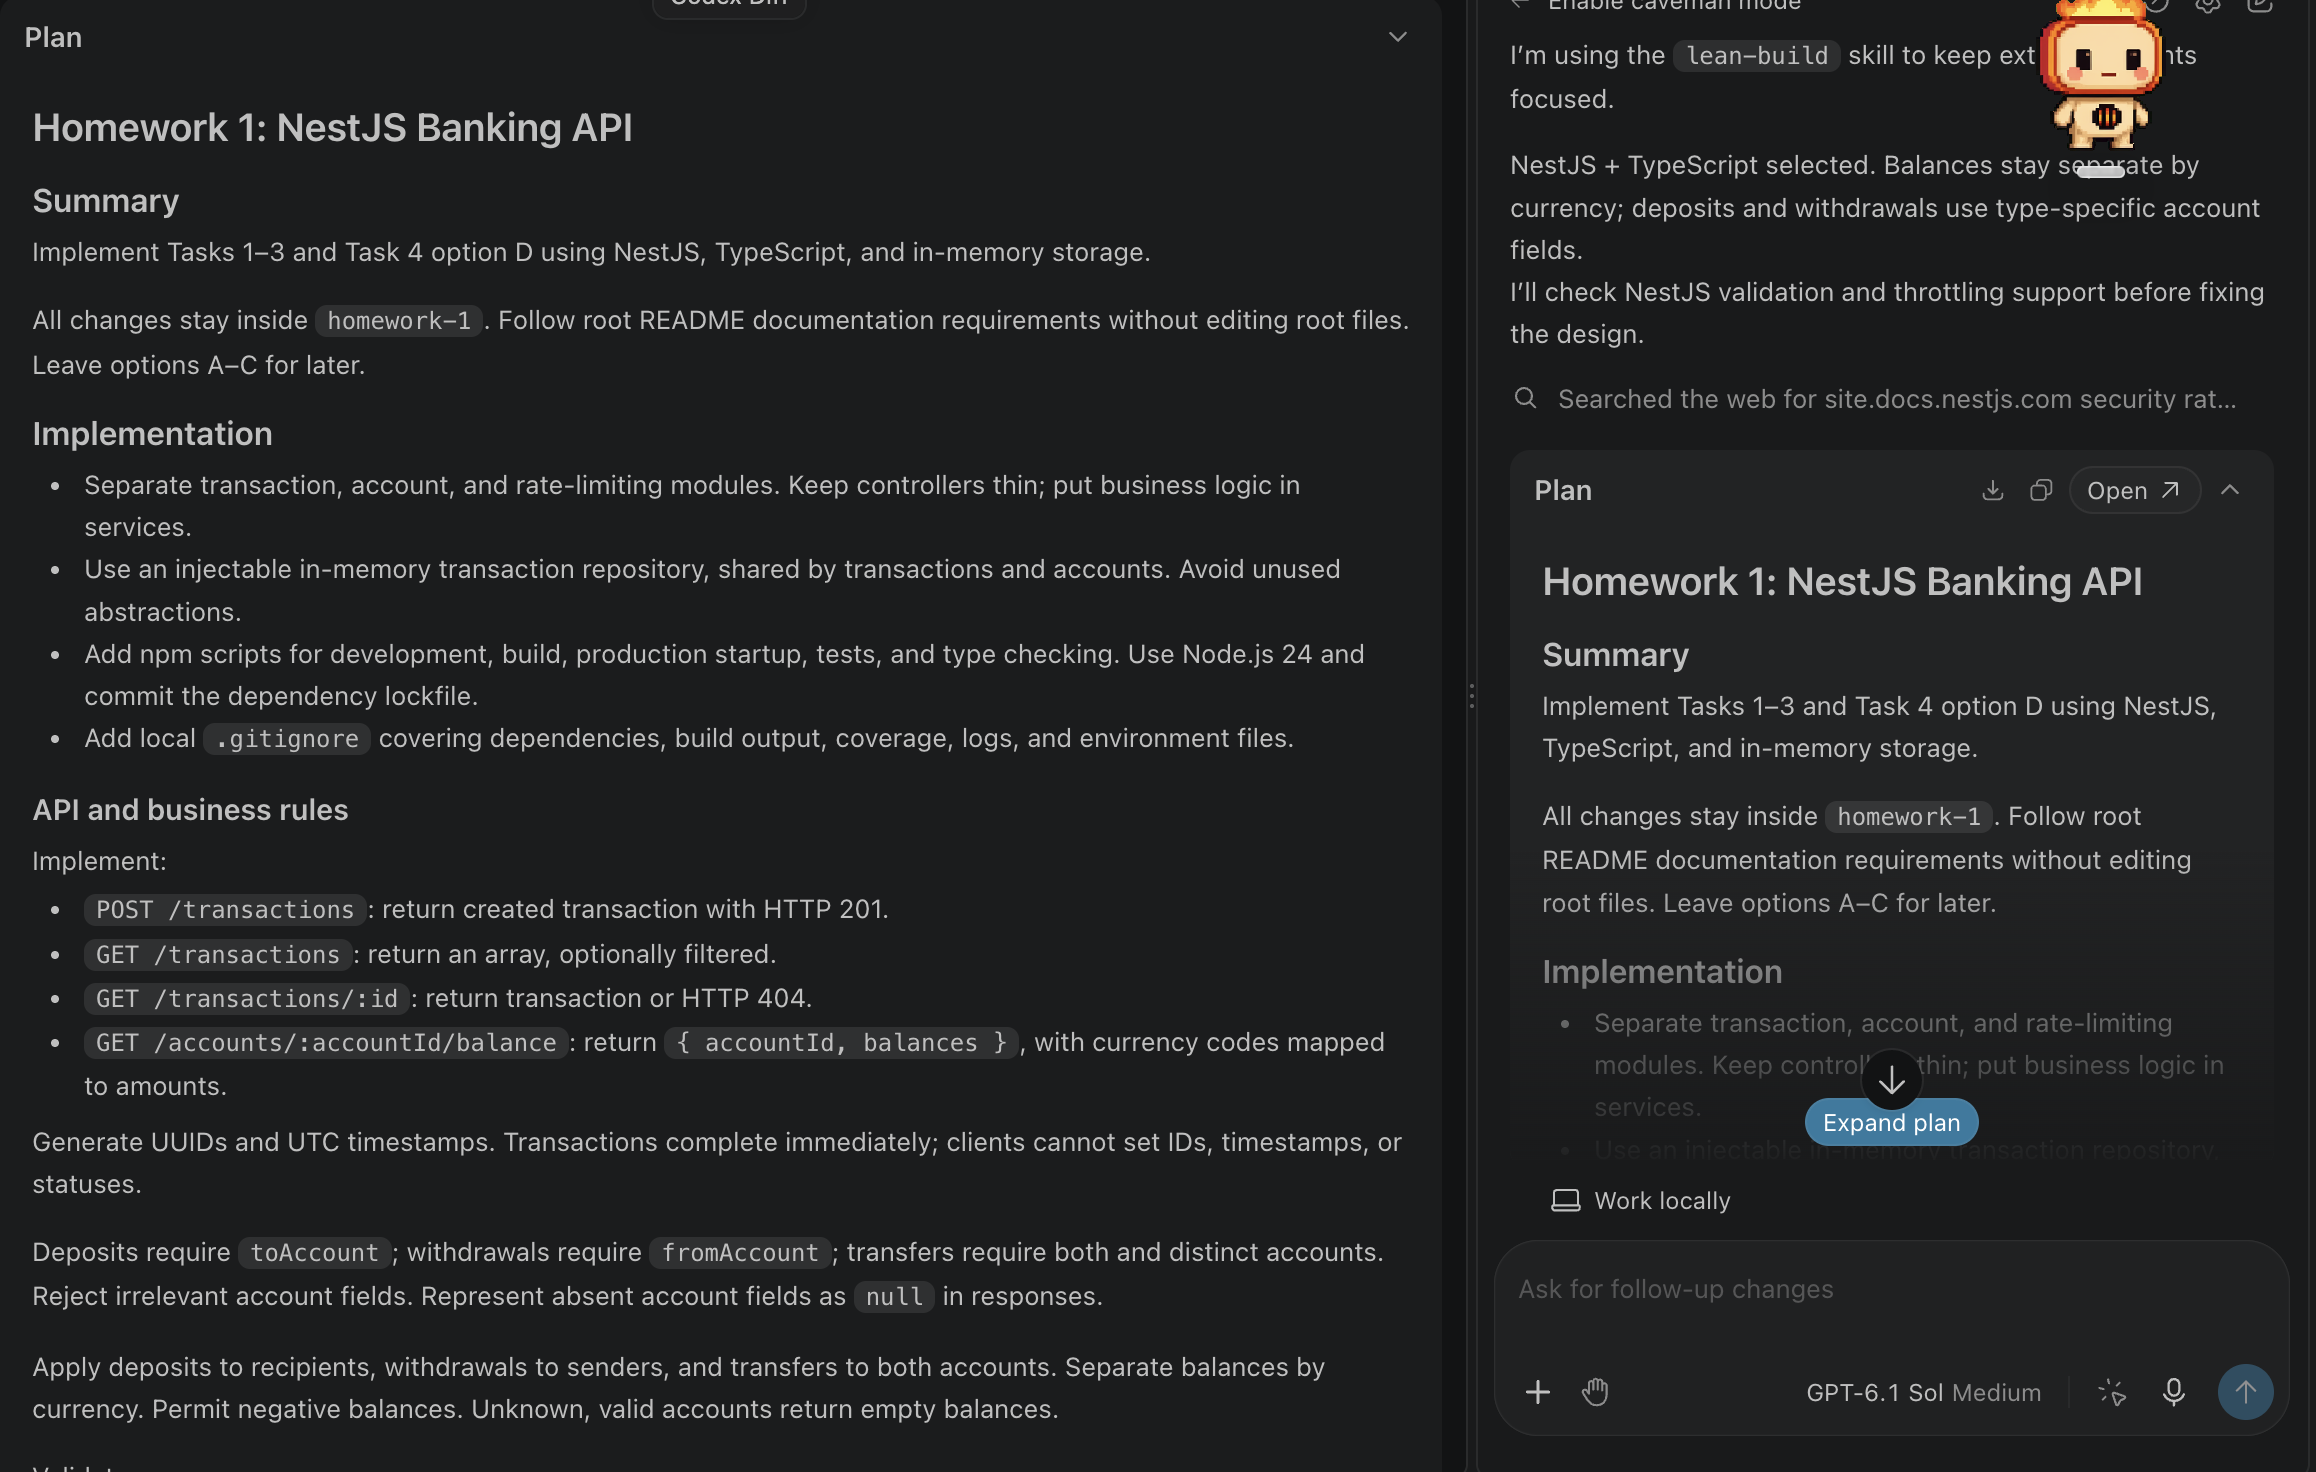 Plan
Homework 1: NestJS Banking API
Summary
Implement Tasks 1–3 and Task 4 option D using NestJS, TypeScript, and in-memory storage.
All changes stay inside homework-1. Follow root README documentation requirements without editing root files.
Leave options A–C for later.
Implementation
• Separate transaction, account, and rate-limiting modules. Keep controllers thin; put business logic in
services.
• Use an injectable in-memory transaction repository, shared by transactions and accounts. Avoid unused
abstractions.
• Add npm scripts for development, build, production startup, tests, and type checking. Use Node.js 24 and
commit the dependency lockfile.
• Add local .gitignore covering dependencies, build output, coverage, logs, and environment files.
API and business rules
Implement:
• POST /transactions: return created transaction with HTTP 201.
• GET /transactions: return an array, optionally filtered.
• GET /transactions/:id: return transaction or HTTP 404.
• GET /accounts/:accountId/balance: return { accountId, balances }, with currency codes mapped
to amounts.
Generate UUIDs and UTC timestamps. Transactions complete immediately; clients cannot set IDs, timestamps, or
statuses.
Deposits require toAccount; withdrawals require fromAccount; transfers require both and distinct accounts.
Reject irrelevant account fields. Represent absent account fields as null in responses.
Apply deposits to recipients, withdrawals to senders, and transfers to both accounts. Separate balances by
currency. Permit negative balances. Unknown, valid accounts return empty balances.
Enable caveman mode
I’m using the lean-build skill to keep
focused.
NestJS + TypeScript selected. Balances stay separate by
currency; deposits and withdrawals use type-specific account
fields.
I’ll check NestJS validation and throttling support before fixing
the design.
Searched the web for site.docs.nestjs.com security rat...
Plan
Open
Homework 1: NestJS Banking API
Summary
Implement Tasks 1–3 and Task 4 option D using NestJS,
TypeScript, and in-memory storage.
All changes stay inside homework-1. Follow root
README documentation requirements without editing
root files. Leave options A–C for later.
Implementation
• Separate transaction, account, and rate-limiting
modules. Keep thin; put business logic in
services.
Expand plan
• Use an injectable in-memory transaction repository,
Work locally
Ask for follow-up changes
GPT-6.1 Sol Medium